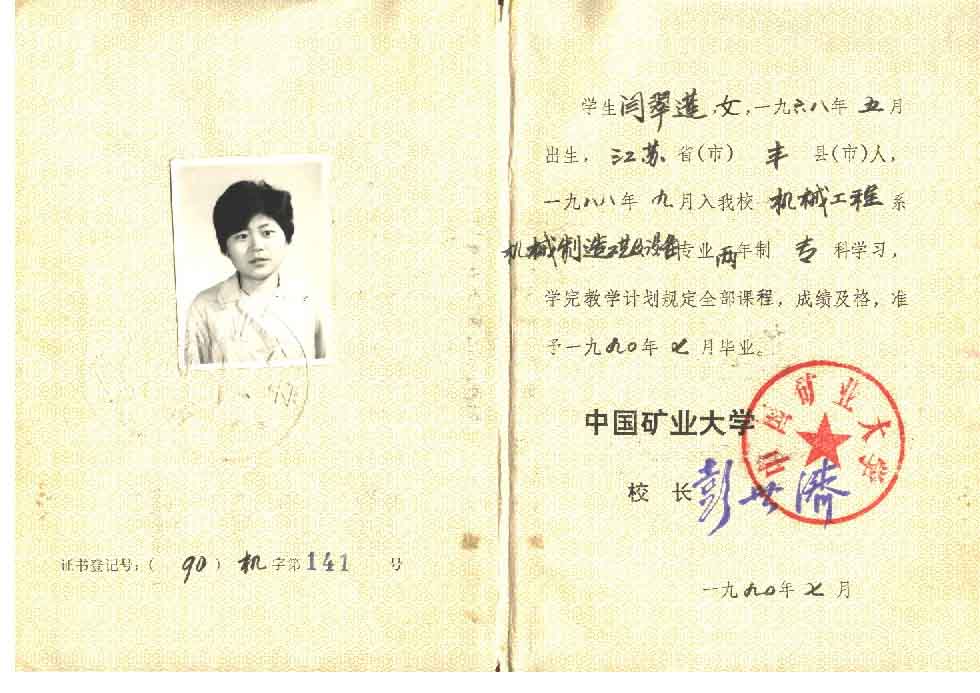 证书登记号:( 90 ) 机 字第 141 号
学生 闫翠莲, 女, 一九六八年 五 月
出生, 江苏 省(市) 丰 县(市)人,
一九八八年 九 月入我校 机械工程 系
机械制造工艺及设备 专业 两 年制 专 科学习,
学完教学计划规定全部课程, 成绩及格, 准
予一九九〇年 七 月毕业。
中国矿业大学
中国矿业大学
校 长 彭世济
一九九〇年 七 月